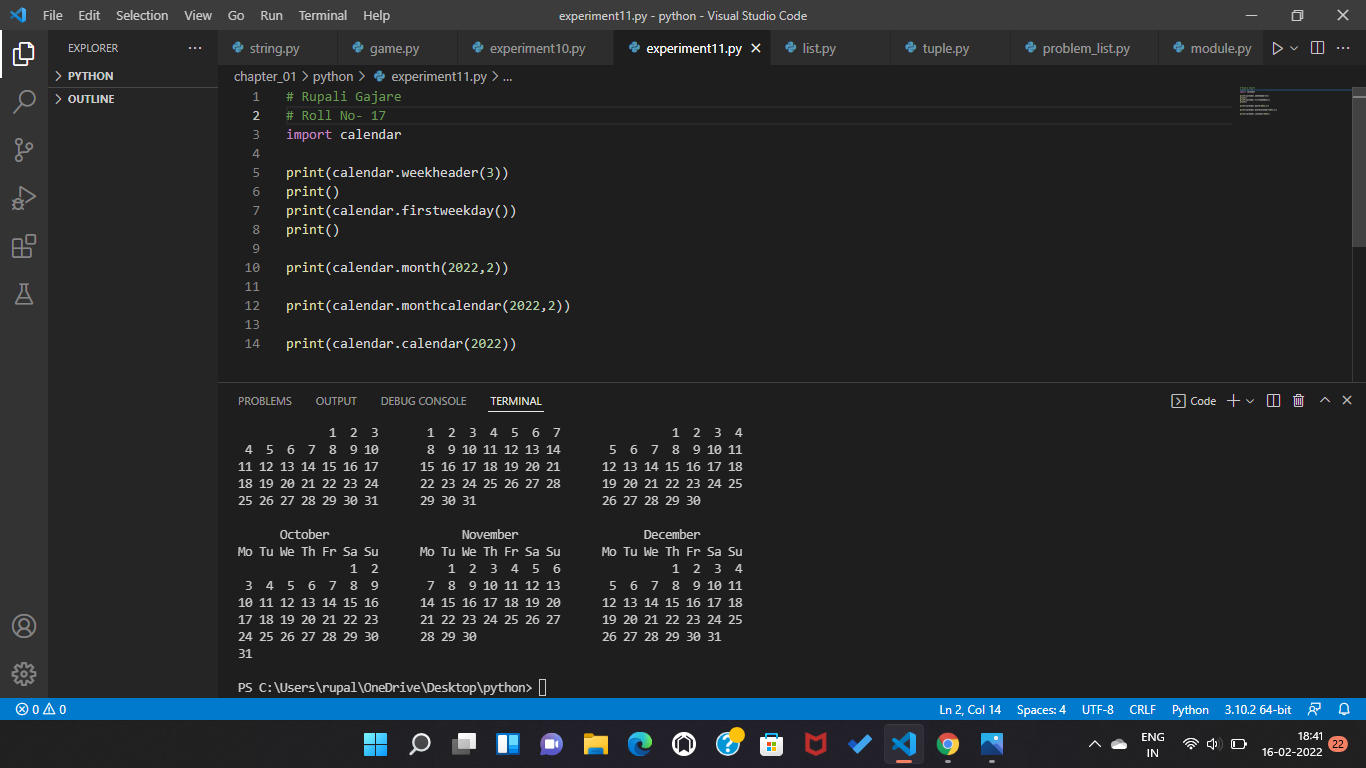 File Edit Selection View Go Run Terminal Help experiment11.py - python - Visual Studio Code
EXPLORER ...
string.py game.py experiment10.py experiment11.py list.py tuple.py problem_list.py module.py ...
PYTHON
OUTLINE
chapter_01 > python > experiment11.py > ...
1 # Rupali Gajare
2 # Roll No- 17
3 import calendar
4
5 print(calendar.weekheader(3))
6 print()
7 print(calendar.firstweekday())
8 print()
9
10 print(calendar.month(2022,2))
11
12 print(calendar.monthcalendar(2022,2))
13
14 print(calendar.calendar(2022))
PROBLEMS OUTPUT DEBUG CONSOLE TERMINAL Code
1 2 3 1 2 3 4 5 6 7 1 2 3 4
4 5 6 7 8 9 10 8 9 10 11 12 13 14 5 6 7 8 9 10 11
11 12 13 14 15 16 17 15 16 17 18 19 20 21 12 13 14 15 16 17 18
18 19 20 21 22 23 24 22 23 24 25 26 27 28 19 20 21 22 23 24 25
25 26 27 28 29 30 31 29 30 31 26 27 28 29 30
October November December
Mo Tu We Th Fr Sa Su Mo Tu We Th Fr Sa Su Mo Tu We Th Fr Sa Su
1 2 1 2 3 4 5 6 1 2 3 4
3 4 5 6 7 8 9 7 8 9 10 11 12 13 5 6 7 8 9 10 11
10 11 12 13 14 15 16 14 15 16 17 18 19 20 12 13 14 15 16 17 18
17 18 19 20 21 22 23 21 22 23 24 25 26 27 19 20 21 22 23 24 25
24 25 26 27 28 29 30 28 29 30 26 27 28 29 30 31
31
PS C:\Users\rupal\OneDrive\Desktop\python>
0 0 Ln 2, Col 14 Spaces: 4 UTF-8 CRLF Python 3.10.2 64-bit
ENG
IN
18:41
16-02-2022
22